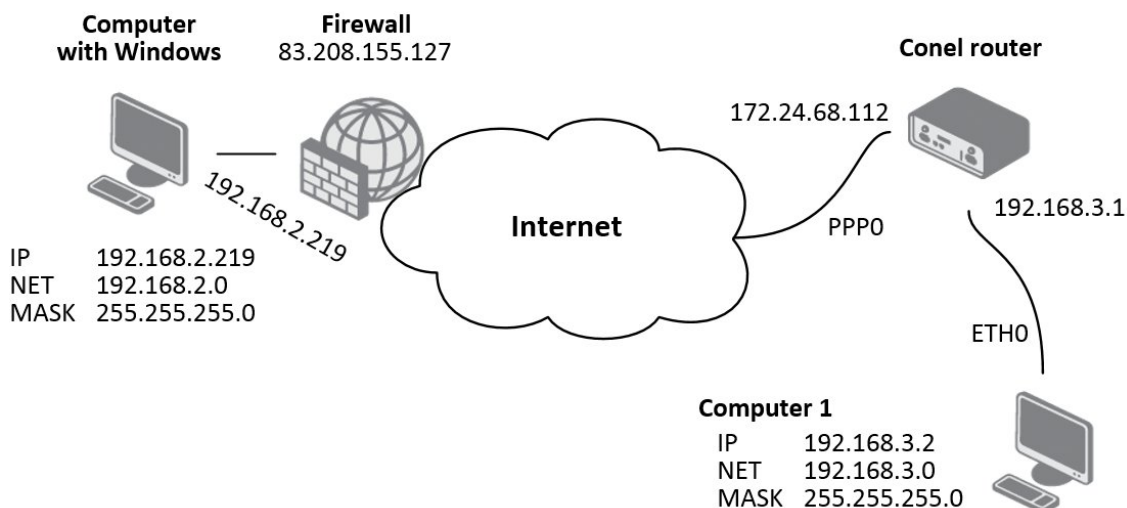 Computer
with Windows
Firewall
83.208.155.127
Conel router
172.24.68.112
192.168.2.219
Internet
192.168.3.1
PPP0
IP 192.168.2.219
NET 192.168.2.0
MASK 255.255.255.0
ETH0
Computer 1
IP 192.168.3.2
NET 192.168.3.0
MASK 255.255.255.0